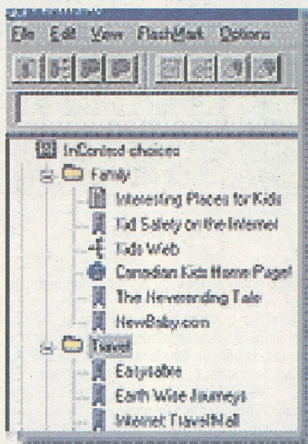 File Edit View FlashMark Options
InContext choices
Family
Interesting Places for Kids
Kid Safety on the Internet
Kids Web
Canadian Kids Home Page!
The Neverending Tale
NewBaby.com
Travel
Easysabre
Earth Wise Journeys
Internet TravelMall